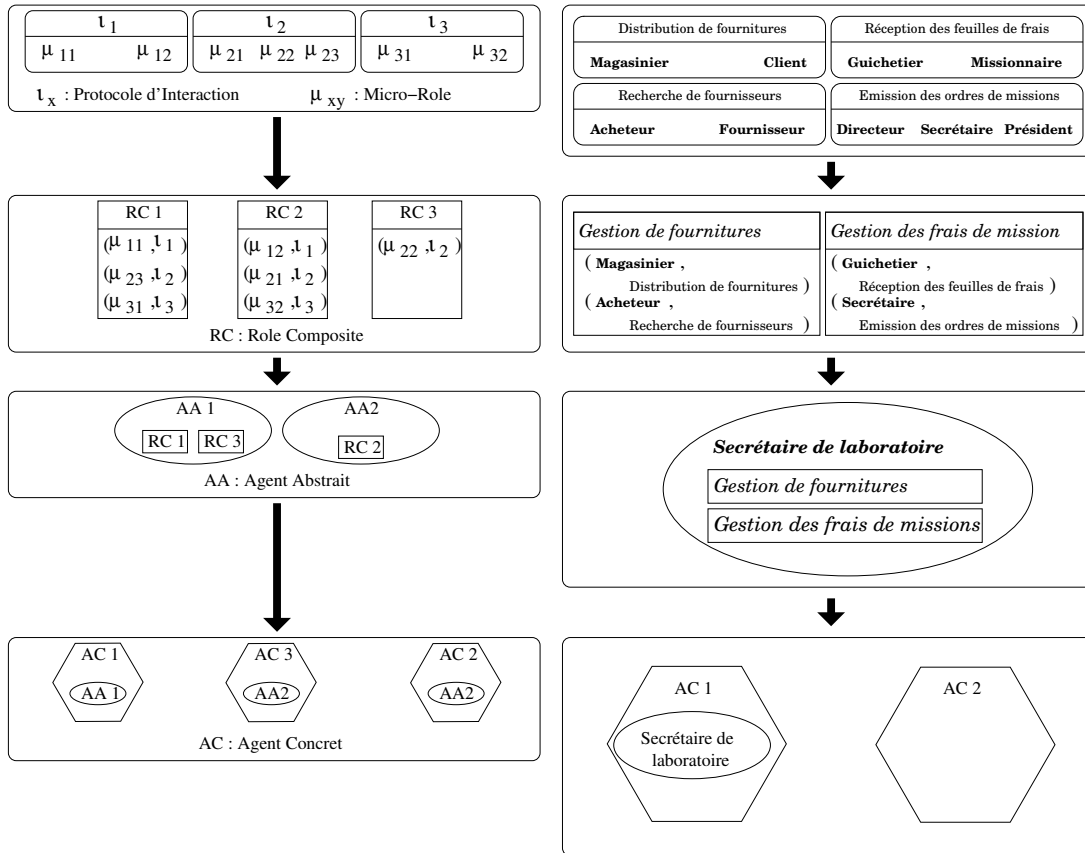 ι 1 ι 2 ι 3
μ 11 μ 12 μ 21 μ 22 μ 23 μ 31 μ 32
ι x : Protocole d'Interaction μ xy : Micro−Role
RC 1 RC 2 RC 3
(μ 11 ,ι 1 ) (μ 12 ,ι 1 ) (μ 22 ,ι 2 )
(μ 23 ,ι 2 ) (μ 21 ,ι 2 )
(μ 31 ,ι 3 ) (μ 32 ,ι 3 )
RC : Role Composite
AA 1 AA2
RC 1 RC 3 RC 2
AA : Agent Abstrait
AC 1 AC 3 AC 2
AA 1 AA2 AA2
AC : Agent Concret
Distribution de fournitures
Magasinier Client
Réception des feuilles de frais
Guichetier Missionnaire
Recherche de fournisseurs
Acheteur Fournisseur
Emission des ordres de missions
Directeur Secrétaire Président
Gestion de fournitures
( Magasinier ,
Distribution de fournitures )
( Acheteur ,
Recherche de fournisseurs )
Gestion des frais de mission
( Guichetier ,
Réception des feuilles de frais )
( Secrétaire ,
Emission des ordres de missions )
Secrétaire de laboratoire
Gestion de fournitures
Gestion des frais de missions
AC 1 AC 2
Secrétaire de
laboratoire